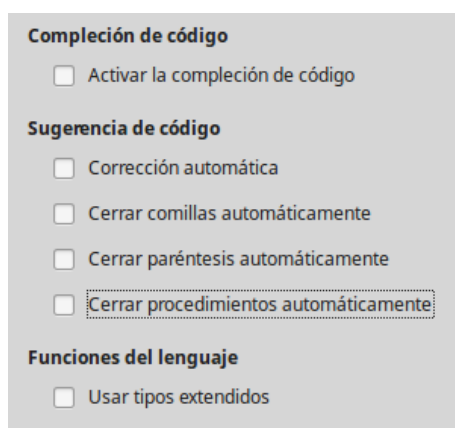 Compleción de código
Activar la compleción de código
Sugerencia de código
Corrección automática
Cerrar comillas automáticamente
Cerrar paréntesis automáticamente
Cerrar procedimientos automáticamente
Funciones del lenguaje
Usar tipos extendidos